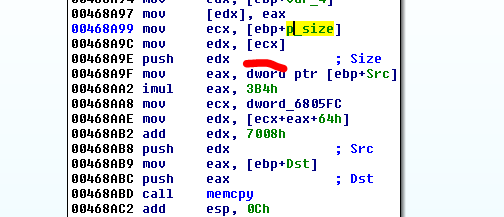 00468A97 mov [edx], eax
00468A99 mov ecx, [ebp+p_size]
00468A9C mov edx, [ecx]
00468A9E push edx ; Size
00468A9F mov eax, dword ptr [ebp+Src]
00468AA2 imul eax, 3B4h
00468AA8 mov ecx, dword_6805FC
00468AAE mov edx, [ecx+eax+64h]
00468AB2 add edx, 7008h
00468AB8 push edx ; Src
00468AB9 mov eax, [ebp+Dst]
00468ABC push eax ; Dst
00468ABD call memcpy
00468AC2 add esp, 0Ch